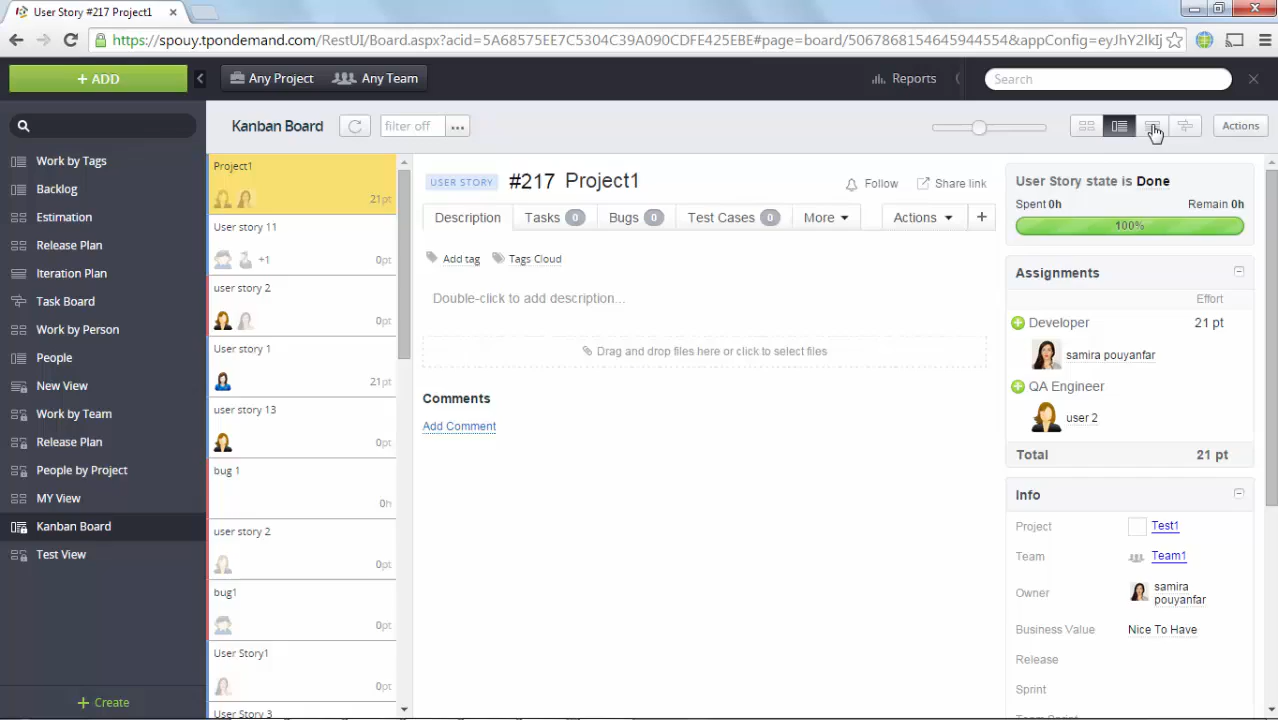 User Story #217 Project1
https://spouy.tpondemand.com/RestUI/Board.aspx?acid=5A68575EE7C5304C39A090CDFE425EBE#page=board/5067868154645944554&appConfig=eyJhY2lkIj
+ ADD
Any Project
Any Team
Reports
Search
Kanban Board
filter off
...
Actions
Work by Tags
Backlog
Estimation
Release Plan
Iteration Plan
Task Board
Work by Person
People
New View
Work by Team
Release Plan
People by Project
MY View
Kanban Board
Test View
+ Create
Project1
21pt
User story 11
+1
0pt
user story 2
0pt
User story 1
21pt
user story 13
0pt
bug 1
0h
user story 2
0pt
bug1
0pt
User Story1
0pt
User Story 3
USER STORY #217 Project1
Follow
Share link
Description
Tasks 0
Bugs 0
Test Cases 0
More
Actions
+
Add tag
Tags Cloud
Double-click to add description...
Drag and drop files here or click to select files
Comments
Add Comment
User Story state is Done
Spent 0h Remain 0h
100%
Assignments
Effort
Developer 21 pt
samira pouyanfar
QA Engineer
user 2
Total 21 pt
Info
Project Test1
Team Team1
Owner samira
pouyanfar
Business Value Nice To Have
Release
Sprint